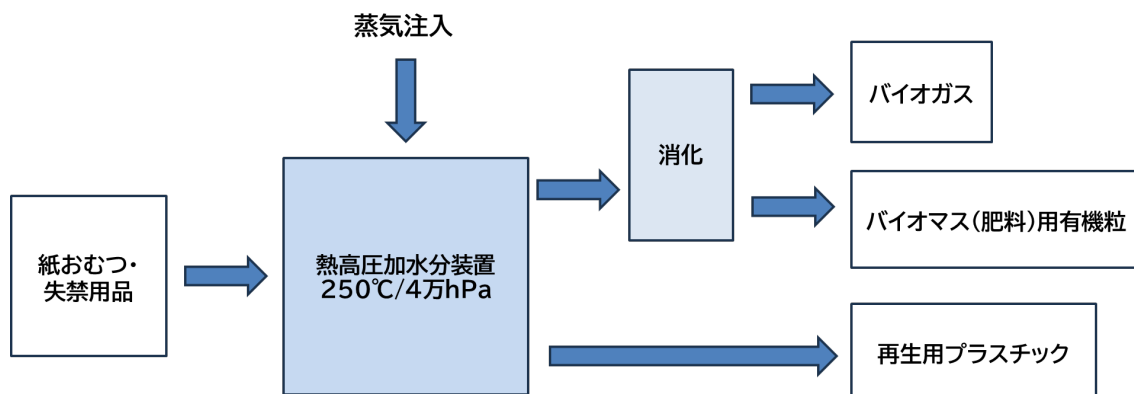 蒸気注入
紙おむつ・
失禁用品
熱高圧加水分装置
250℃/4万hPa
消化
バイオガス
バイオマス(肥料)用有機粒
再生用プラスチック